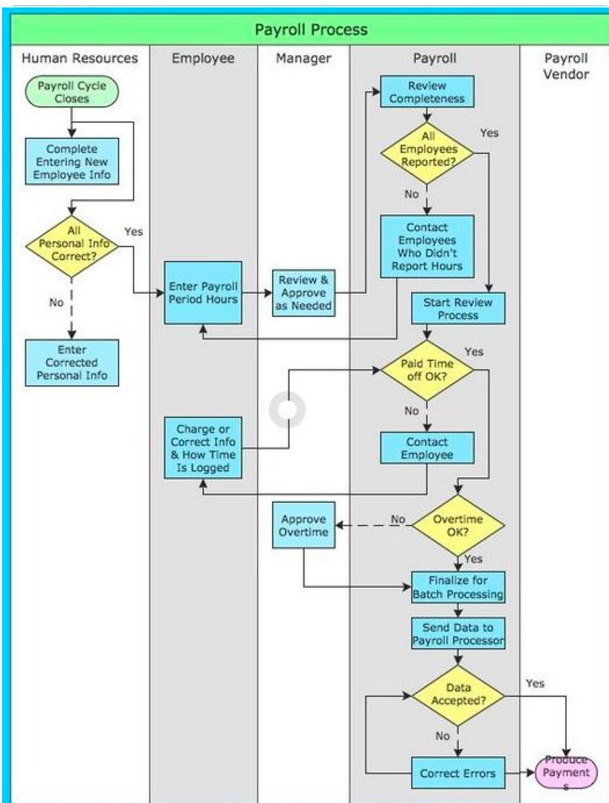 Payroll Process
Human Resources
Employee
Manager
Payroll
Payroll
Vendor
Payroll Cycle
Closes
Complete
Entering New
Employee Info
All
Personal Info
Correct?
Yes
No
Enter
Corrected
Personal Info
Enter Payroll
Period Hours
Review &
Approve
as Needed
Review
Completeness
All
Employees
Reported?
Yes
No
Contact
Employees
Who Didn't
Report Hours
Start Review
Process
Paid Time
off OK?
Yes
No
Contact
Employee
Charge or
Correct Info
& How Time
Is Logged
Overtime
OK?
No
Approve
Overtime
Yes
Finalize for
Batch Processing
Send Data to
Payroll Processor
Data
Accepted?
Yes
No
Correct Errors
Produce
Payment
s